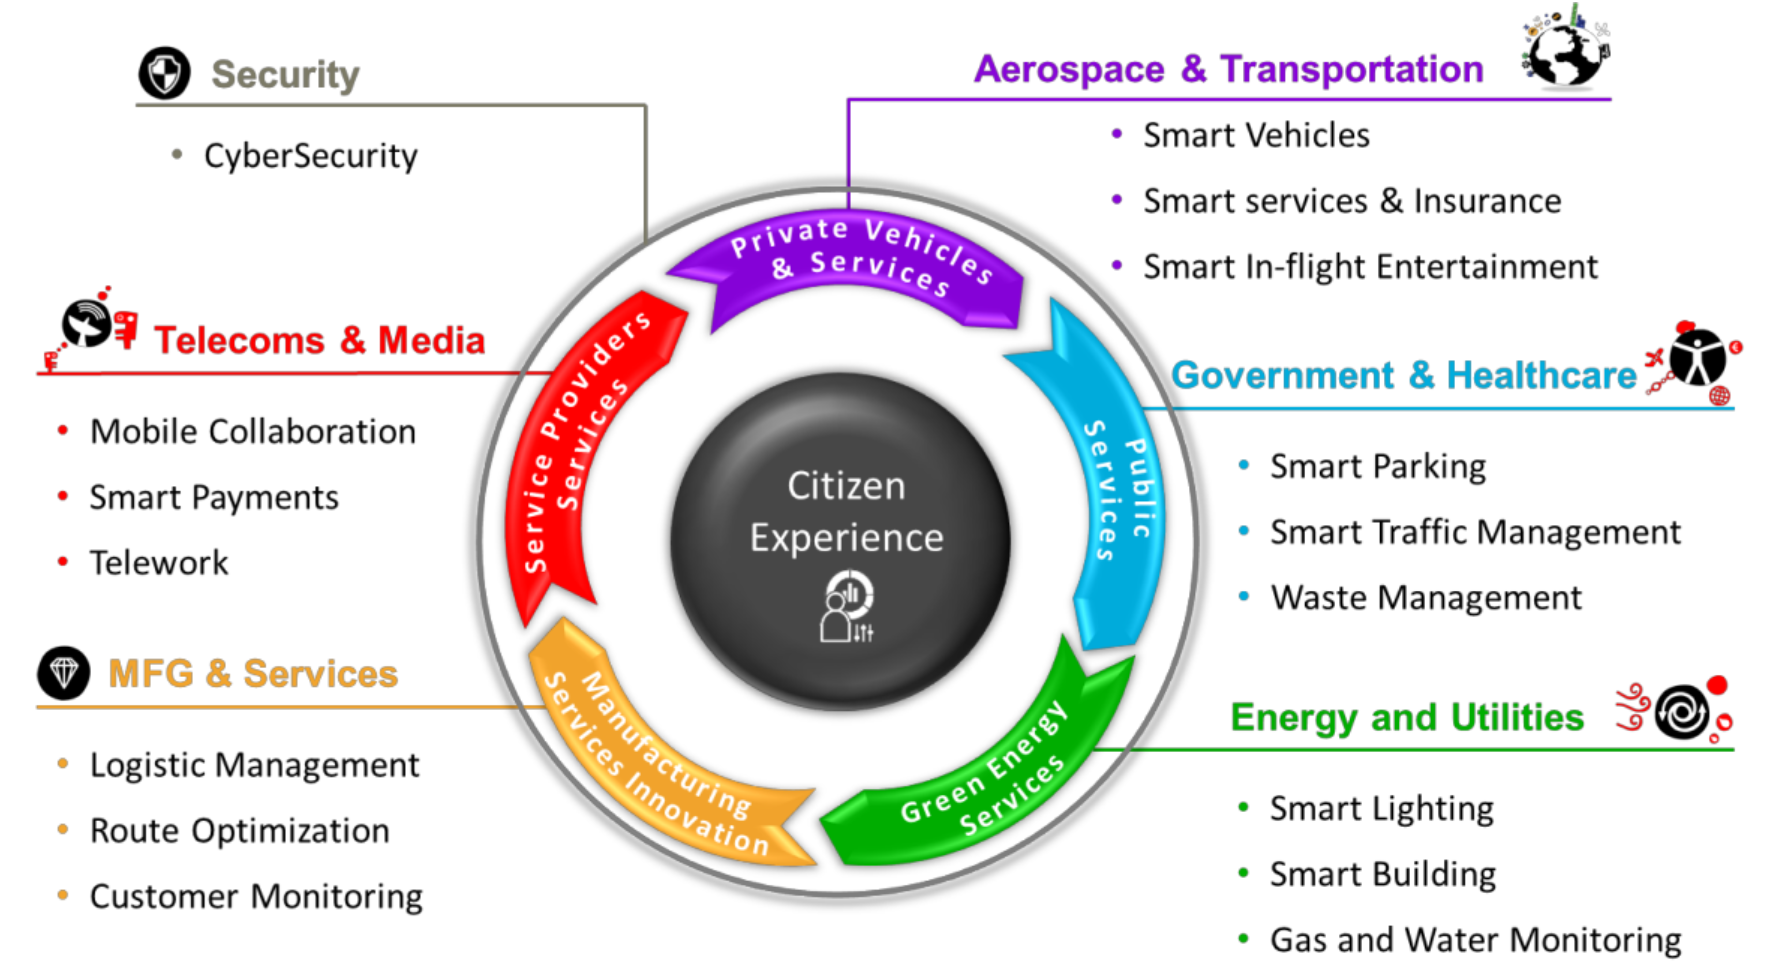 Security
• CyberSecurity
Aerospace & Transportation
• Smart Vehicles
• Smart services & Insurance
• Smart In-flight Entertainment
Telecoms & Media
• Mobile Collaboration
• Smart Payments
• Telework
Government & Healthcare
• Smart Parking
• Smart Traffic Management
• Waste Management
MFG & Services
• Logistic Management
• Route Optimization
• Customer Monitoring
Energy and Utilities
• Smart Lighting
• Smart Building
• Gas and Water Monitoring
Private Vehicles
& Services
Public
Services
Green Energy
Services
Manufacturing
Services Innovation
Service Providers
Services
Citizen
Experience